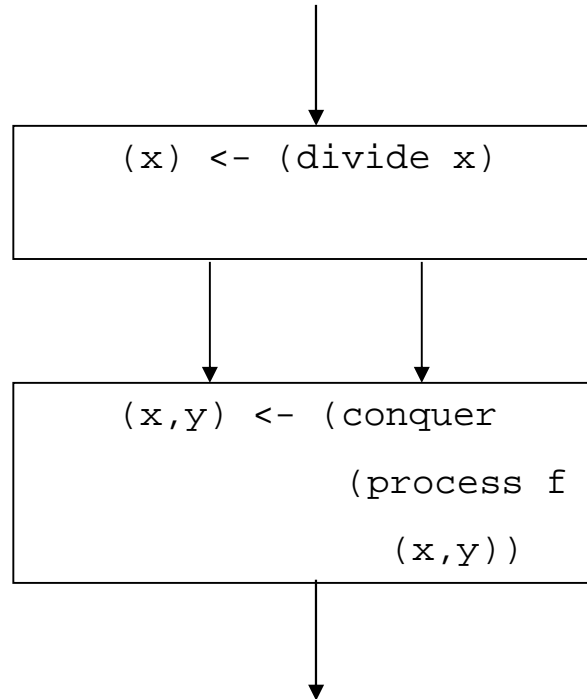 (x) <- (divide x)
(x,y) <- (conquer
(process f
(x,y))